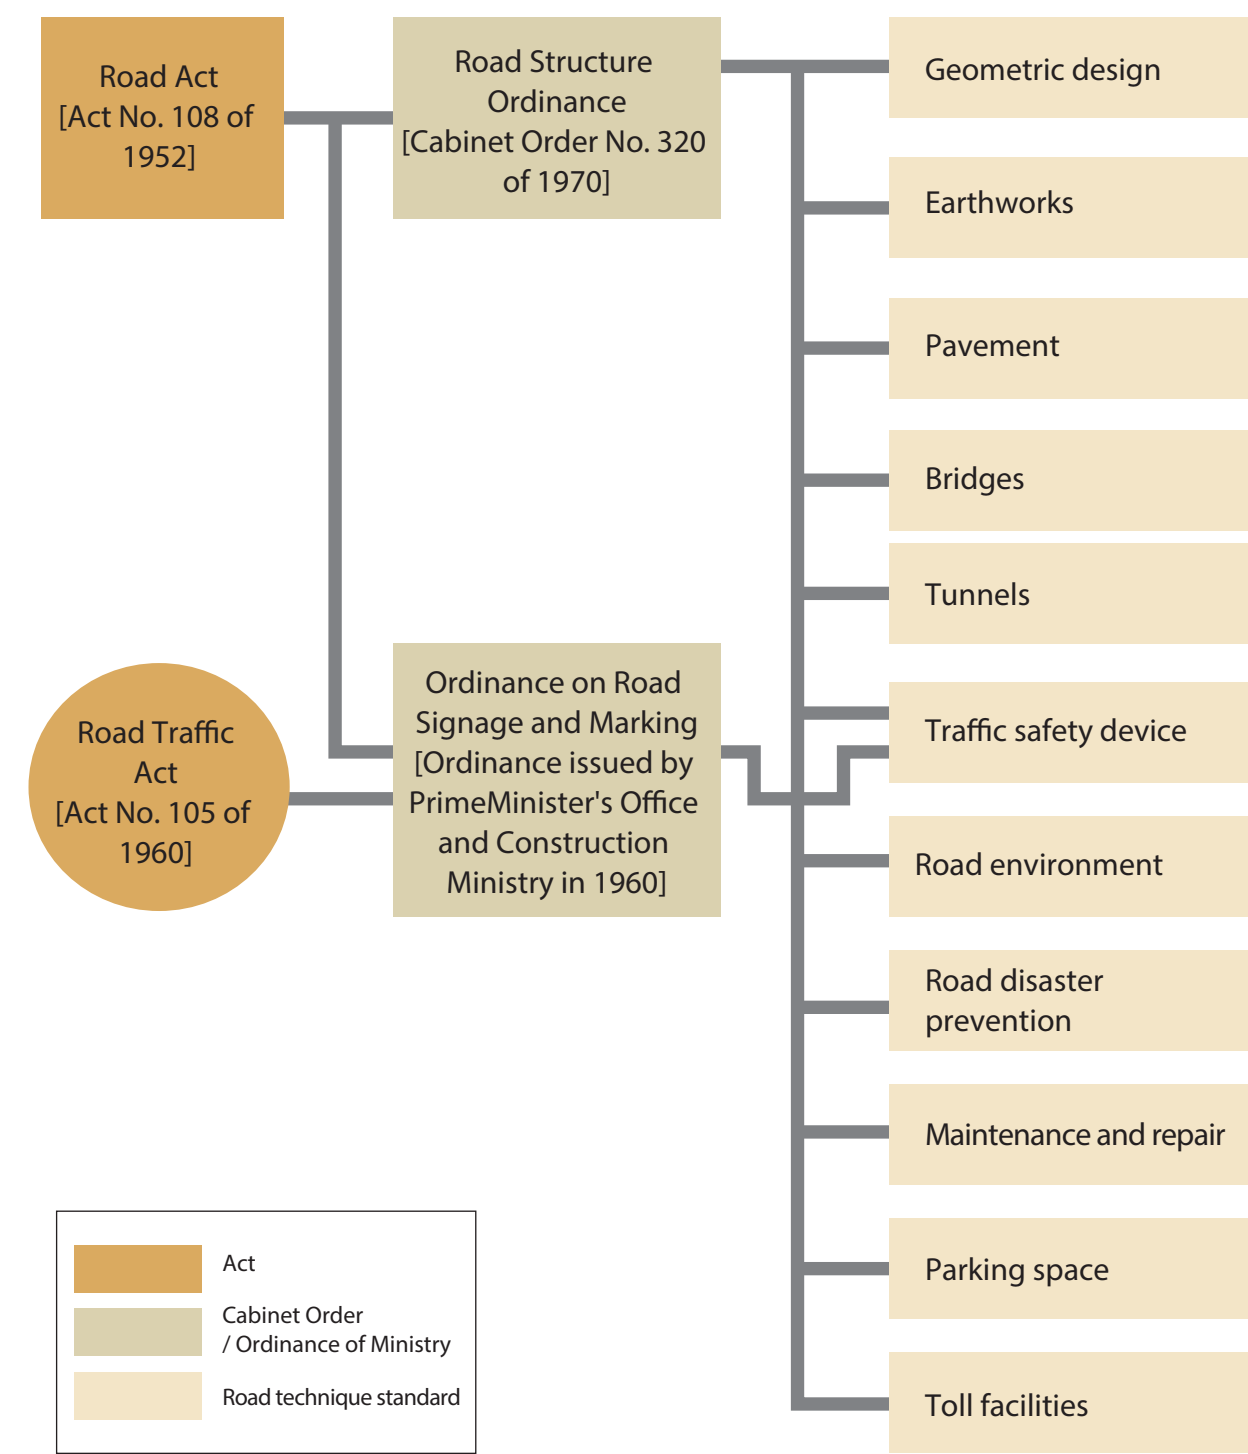 Road Act
[Act No. 108 of
1952]
Road Structure
Ordinance
[Cabinet Order No. 320
of 1970]
Geometric design
Earthworks
Pavement
Bridges
Tunnels
Road Traffic
Act
[Act No. 105 of
1960]
Ordinance on Road
Signage and Marking
[Ordinance issued by
PrimeMinister's Office
and Construction
Ministry in 1960]
Traffic safety device
Road environment
Road disaster
prevention
Maintenance and repair
Parking space
Toll facilities
Act
Cabinet Order
/ Ordinance of Ministry
Road technique standard